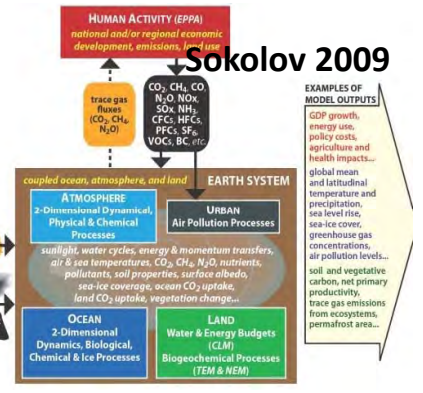 HUMAN ACTIVITY (EPPA)
national and/or regional economic
development, emissions, land use
Sokolov 2009
trace gas
fluxes
(CO₂, CH₄,
N₂O)
CO₂, CH₄, CO,
N₂O, NOx,
SOx, NH₃,
CFCs, HFCs,
PFCs, SF₆,
VOCs, BC, etc.
EXAMPLES OF
MODEL OUTPUTS
GDP growth,
energy use,
policy costs,
agriculture and
health impacts...
global mean
and latitudinal
temperature and
precipitation,
sea level rise,
sea-ice cover,
greenhouse gas
concentrations,
air pollution levels...
soil and vegetative
carbon, net primary
productivity,
trace gas emissions
from ecosystems,
permafrost area...
coupled ocean, atmosphere, and land
EARTH SYSTEM
ATMOSPHERE
2-Dimensional Dynamical,
Physical & Chemical
Processes
URBAN
Air Pollution Processes
sunlight, water cycles, energy & momentum transfers,
air & sea temperatures, CO₂, CH₄, N₂O, nutrients,
pollutants, soil properties, surface albedo,
sea-ice coverage, ocean CO₂ uptake,
land CO₂ uptake, vegetation change...
OCEAN
2-Dimensional
Dynamics, Biological,
Chemical & Ice Processes
LAND
Water & Energy Budgets
(CLM)
Biogeochemical Processes
(TEM & NEM)